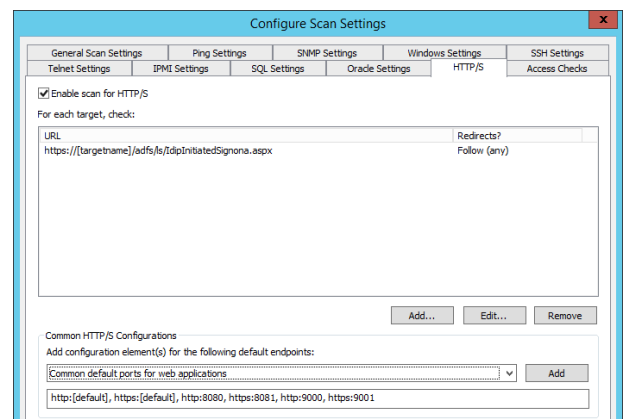 Configure Scan Settings
x
General Scan Settings Ping Settings SNMP Settings Windows Settings SSH Settings
Telnet Settings IPMI Settings SQL Settings Oracle Settings HTTP/S Access Checks
Enable scan for HTTP/S
For each target, check:
URL Redirects?
https://[targetname]/adfs/ls/IdipInitiatedSignona.aspx Follow (any)
Add... Edit... Remove
Common HTTP/S Configurations
Add configuration element(s) for the following default endpoints:
Common default ports for web applications Add
http:[default], https:[default], http:8080, https:8081, http:9000, https:9001